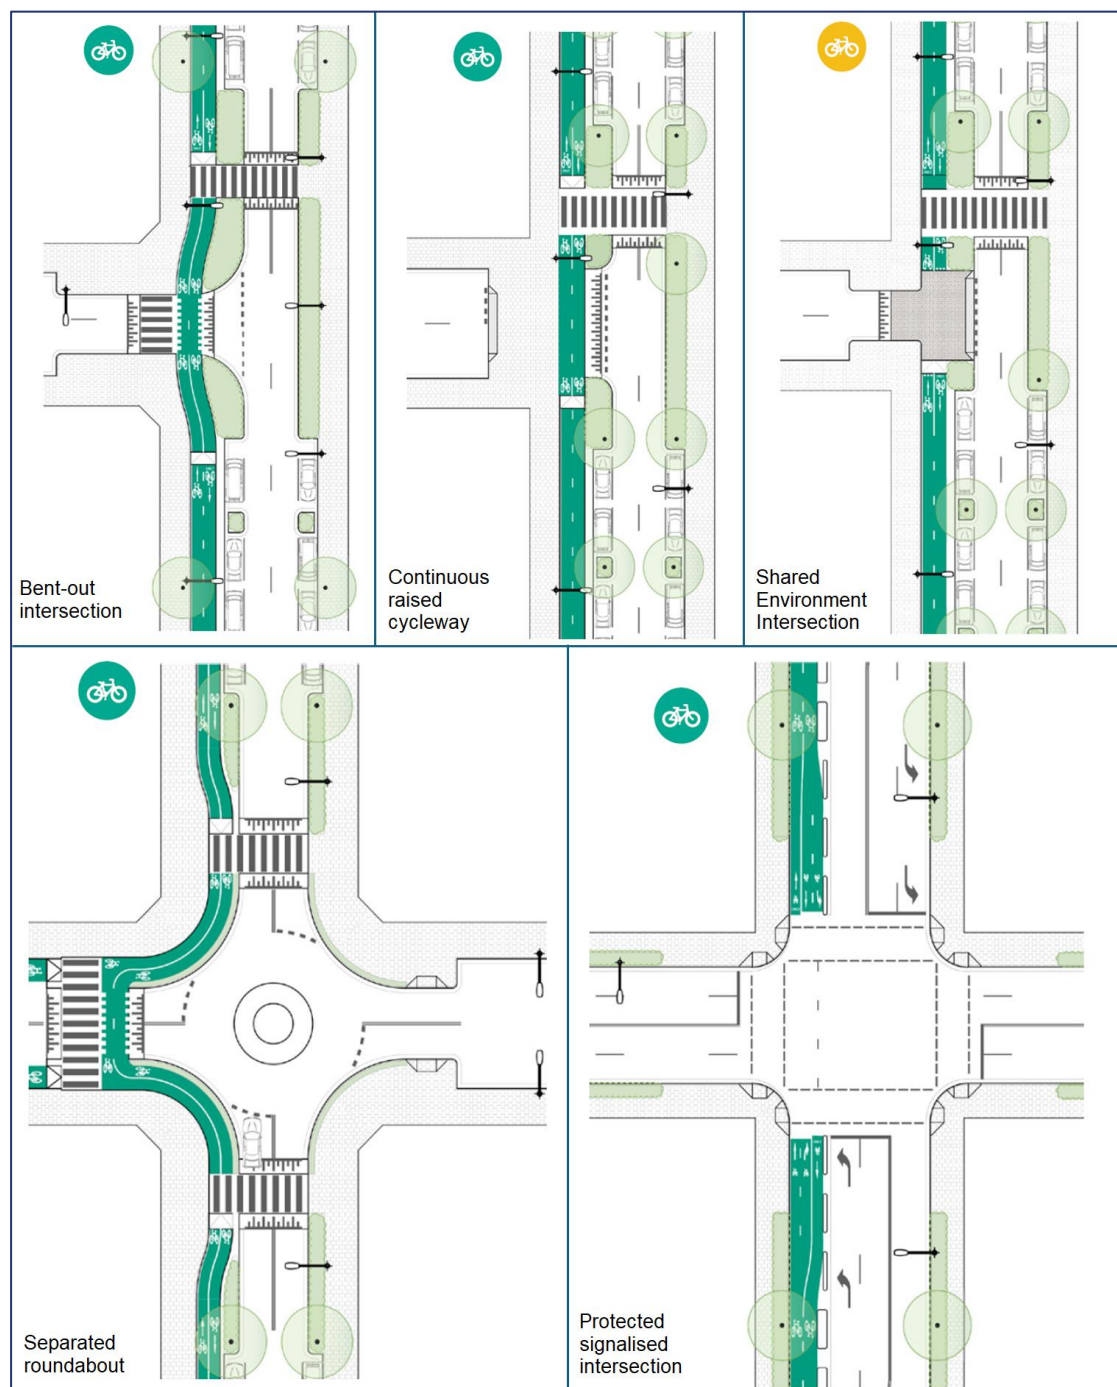 Bent-out
intersection
Continuous
raised
cycleway
Shared
Environment
Intersection
Separated
roundabout
Protected
signalised
intersection